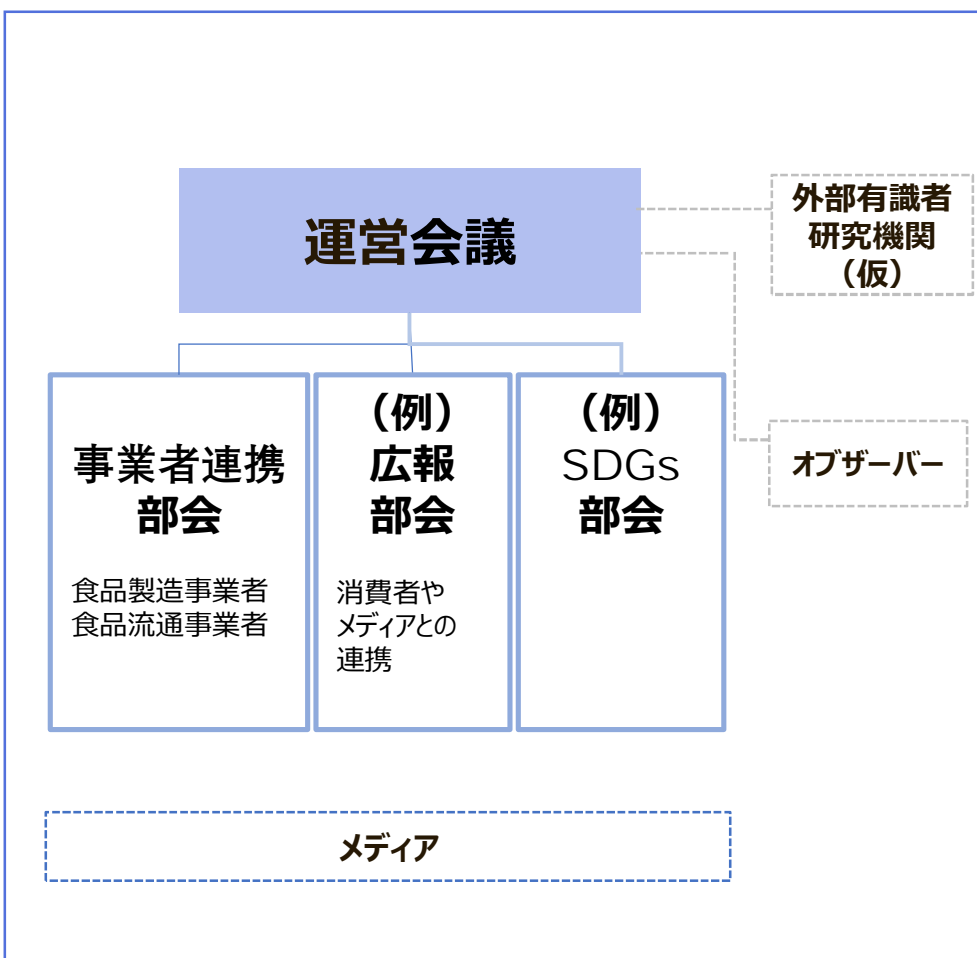 運営会議
外部有識者
研究機関
（仮）
オブザーバー
事業者連携
部会
食品製造事業者
食品流通事業者
（例）
広報
部会
消費者や
メディアとの
連携
（例）
SDGs
部会
メディア